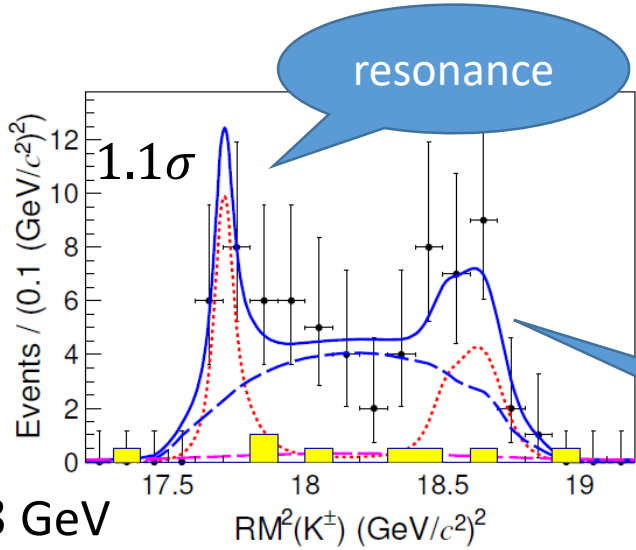 resonance
1.1σ
Events / (0.1 (GeV/c²)²)
12
10
8
6
4
2
0
17.5 18 18.5 19
3 GeV
RM²(K±) (GeV/c²)²